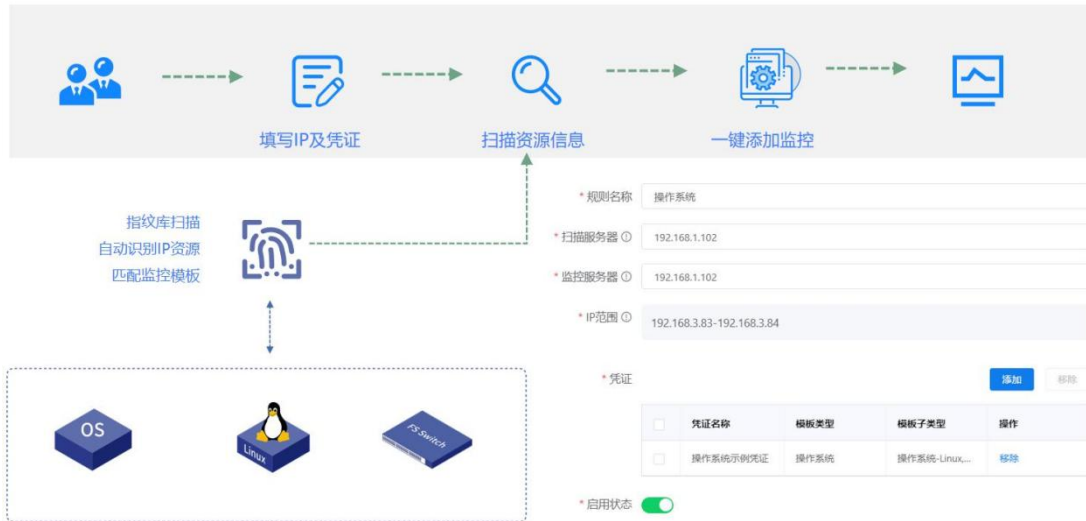 填写IP及凭证
扫描资源信息
一键添加监控
指纹库扫描
自动识别IP资源
匹配监控模板
OS
Linux
FS Switch
* 规则名称
操作系统
* 扫描服务器
192.168.1.102
* 监控服务器
192.168.1.102
* IP范围
192.168.3.83-192.168.3.84
* 凭证
添加
移除
凭证名称 模板类型 模板子类型 操作
操作系统示例凭证 操作系统 操作系统-Linux,... 移除
* 启用状态